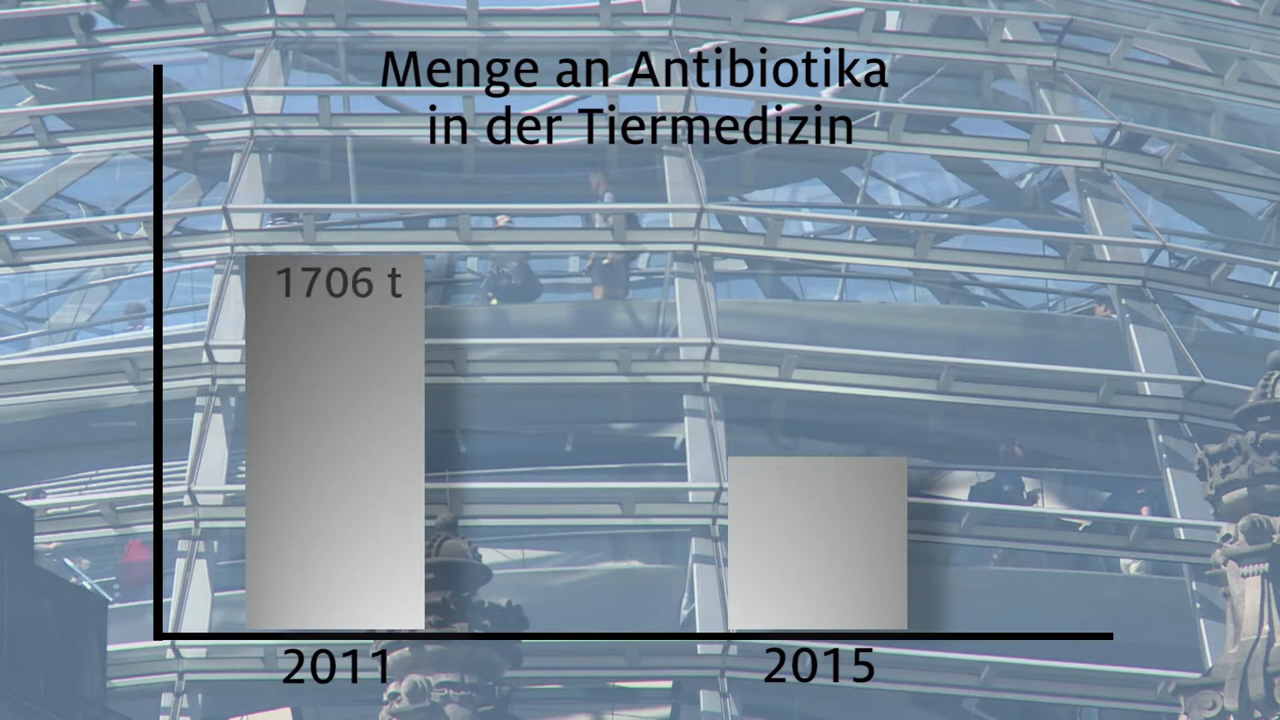 Menge an Antibiotika
in der Tiermedizin
1706 t
2011
2015